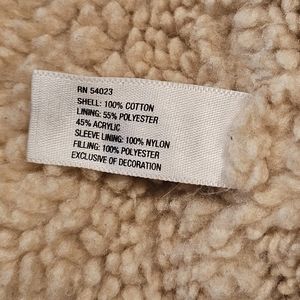 RN 54023
SHELL: 100% COTTON
LINING: 55% POLYESTER
45% ACRYLIC
SLEEVE LINING: 100% NYLON
FILLING: 100% POLYESTER
EXCLUSIVE OF DECORATION